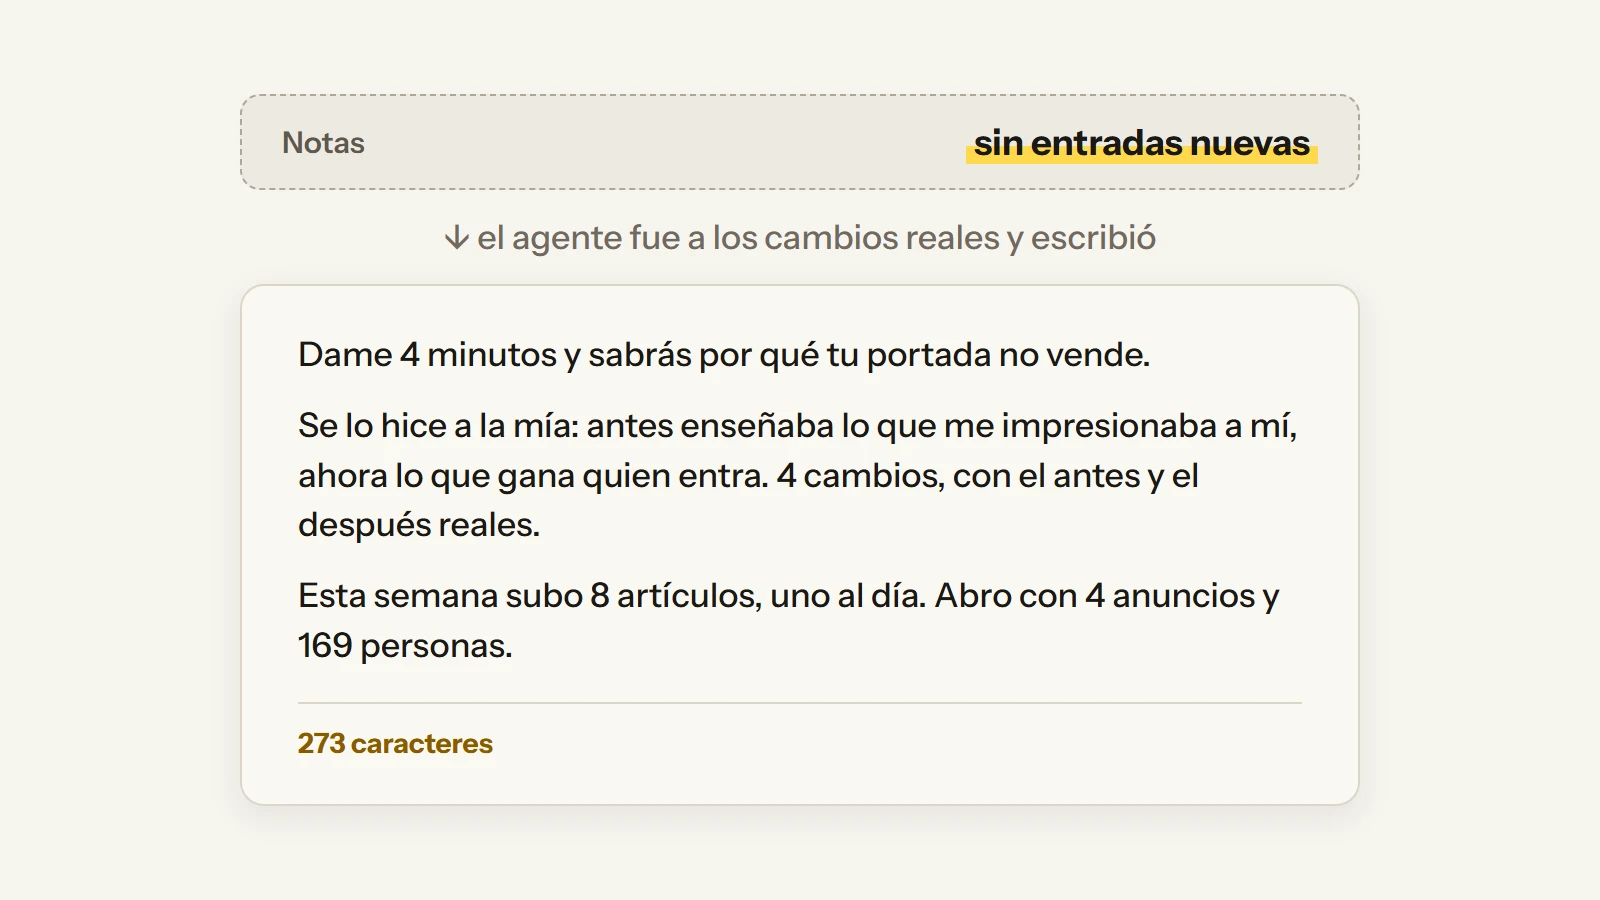 Notas
sin entradas nuevas
↓ el agente fue a los cambios reales y escribió
Dame 4 minutos y sabrás por qué tu portada no vende.
Se lo hice a la mía: antes enseñaba lo que me impresionaba a mí,
ahora lo que gana quien entra. 4 cambios, con el antes y el
después reales.
Esta semana subo 8 artículos, uno al día. Abro con 4 anuncios y
169 personas.
273 caracteres